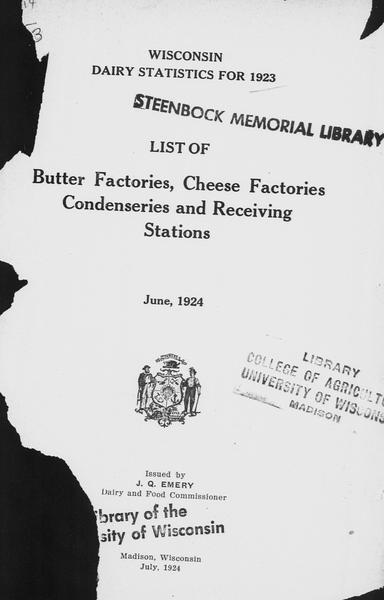 WISCONSIN
DAIRY STATISTICS FOR 1923
STEENBOCK MEMORIAL LIBRARY
LIST OF
Butter Factories, Cheese Factories
Condenseries and Receiving
Stations
June, 1924
LIBRARY
COLLEGE OF AGRICULT
UNIVERSITY OF WISCONS
MADISON
Issued by
J. Q. EMERY
Dairy and Food Commissioner
brary of the
sity of Wisconsin
Madison, Wisconsin
July, 1924